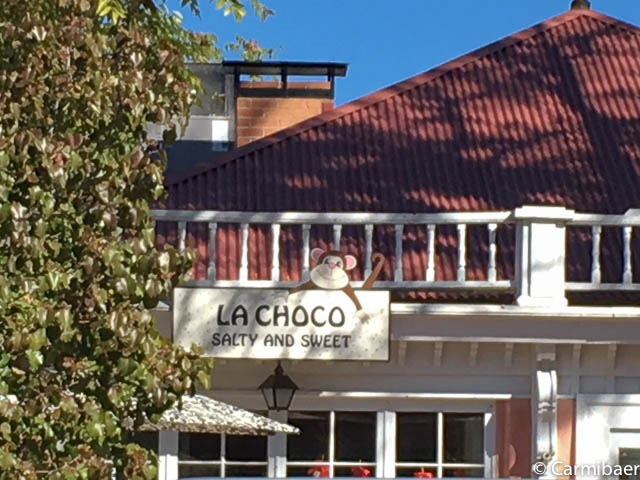 LA CHOCO
SALTY AND SWEET
©Carmibaer